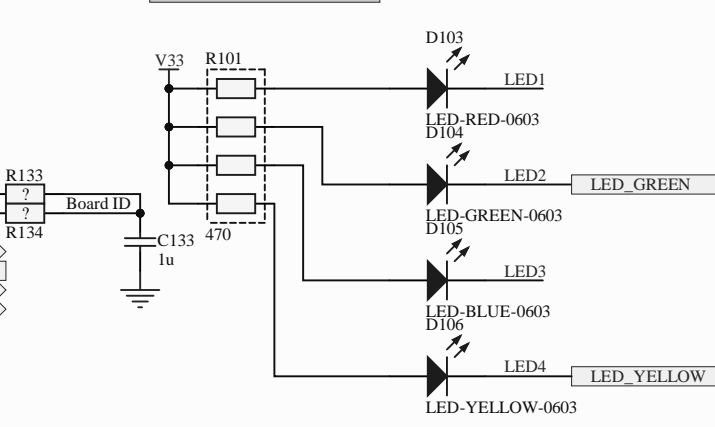 D103
V33
R101
LED1
LED-RED-0603
D104
R133
?
Board ID
?
R134
LED2
LED_GREEN
LED-GREEN-0603
D105
470
C133
1u
LED3
LED-BLUE-0603
D106
LED4
LED_YELLOW
LED-YELLOW-0603